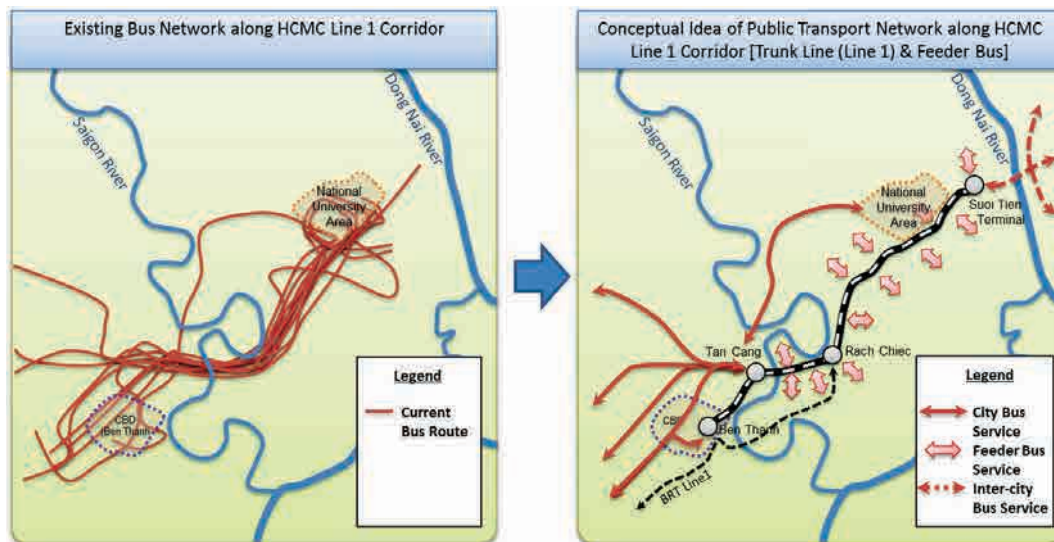 Existing Bus Network along HCMC Line 1 Corridor
Saigon River
Dong Nai River
National
University
Area
CBD
(Ben Thanh
Legend
Current
Bus Route
Conceptual Idea of Public Transport Network along HCMC
Line 1 Corridor [Trunk Line (Line 1) & Feeder Bus]
Saigon River
Dong Nai River
National
University
Area
Suoi Tien
Terminal
Tan Cang
Rach Chiec
CB
Ben Thanh
BRT Line1
Legend
City Bus
Service
Feeder Bus
Service
Inter-city
Bus Service